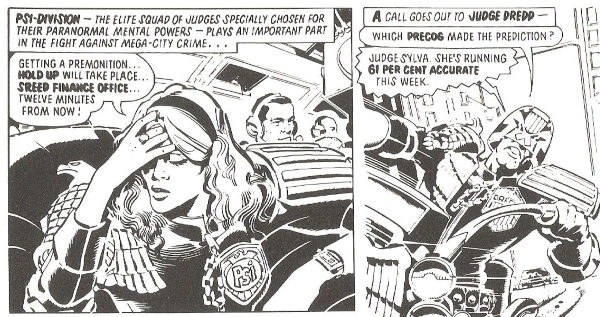 PSI-DIVISION – THE ELITE SQUAD OF JUDGES SPECIALLY CHOSEN FOR
THEIR PARANORMAL MENTAL POWERS – PLAYS AN IMPORTANT PART
IN THE FIGHT AGAINST MEGA-CITY CRIME...
GETTING A PREMONITION...
HOLD UP WILL TAKE PLACE...
SREED FINANCE OFFICE...
TWELVE MINUTES
FROM NOW!
PSI
A CALL GOES OUT TO JUDGE DREDD –
WHICH PRECOG MADE THE PREDICTION?
JUDGE SYLVA. SHE'S RUNNING
61 PER CENT ACCURATE
THIS WEEK.